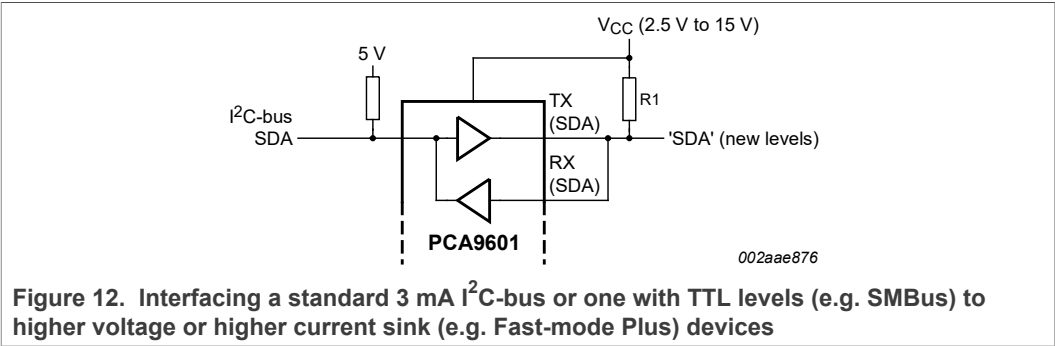 VCC (2.5 V to 15 V)
5 V
R1
TX
(SDA)
I2C-bus
SDA
'SDA' (new levels)
RX
(SDA)
PCA9601
002aae876
Figure 12. Interfacing a standard 3 mA I2C-bus or one with TTL levels (e.g. SMBus) to
higher voltage or higher current sink (e.g. Fast-mode Plus) devices